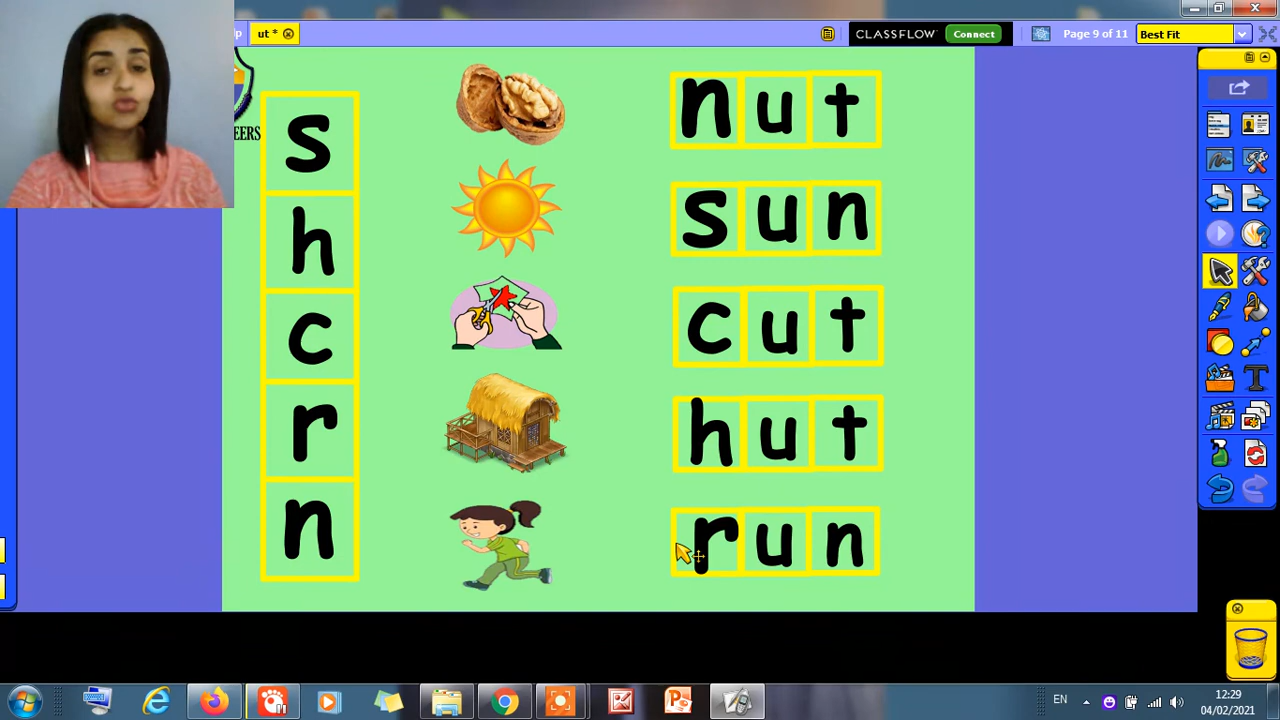 ut *
CLASSFLOW Connect
Page 9 of 11
Best Fit
EERS
s
h
c
r
n
nut
sun
cut
hut
run
EN
12:29
04/02/2021